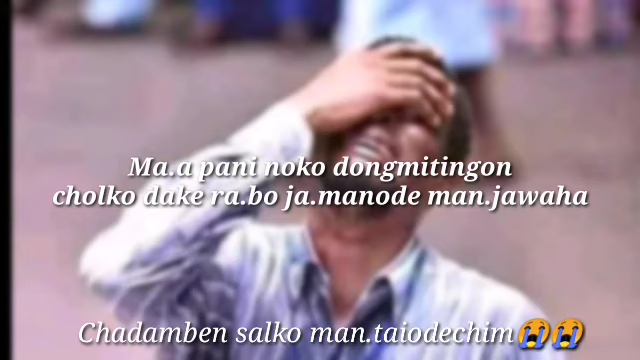 Ma.a pani noko dongmitingon
cholko dake ra.bo ja.manode man.jawaha
Chadamben salko man.taiodechim😭😭